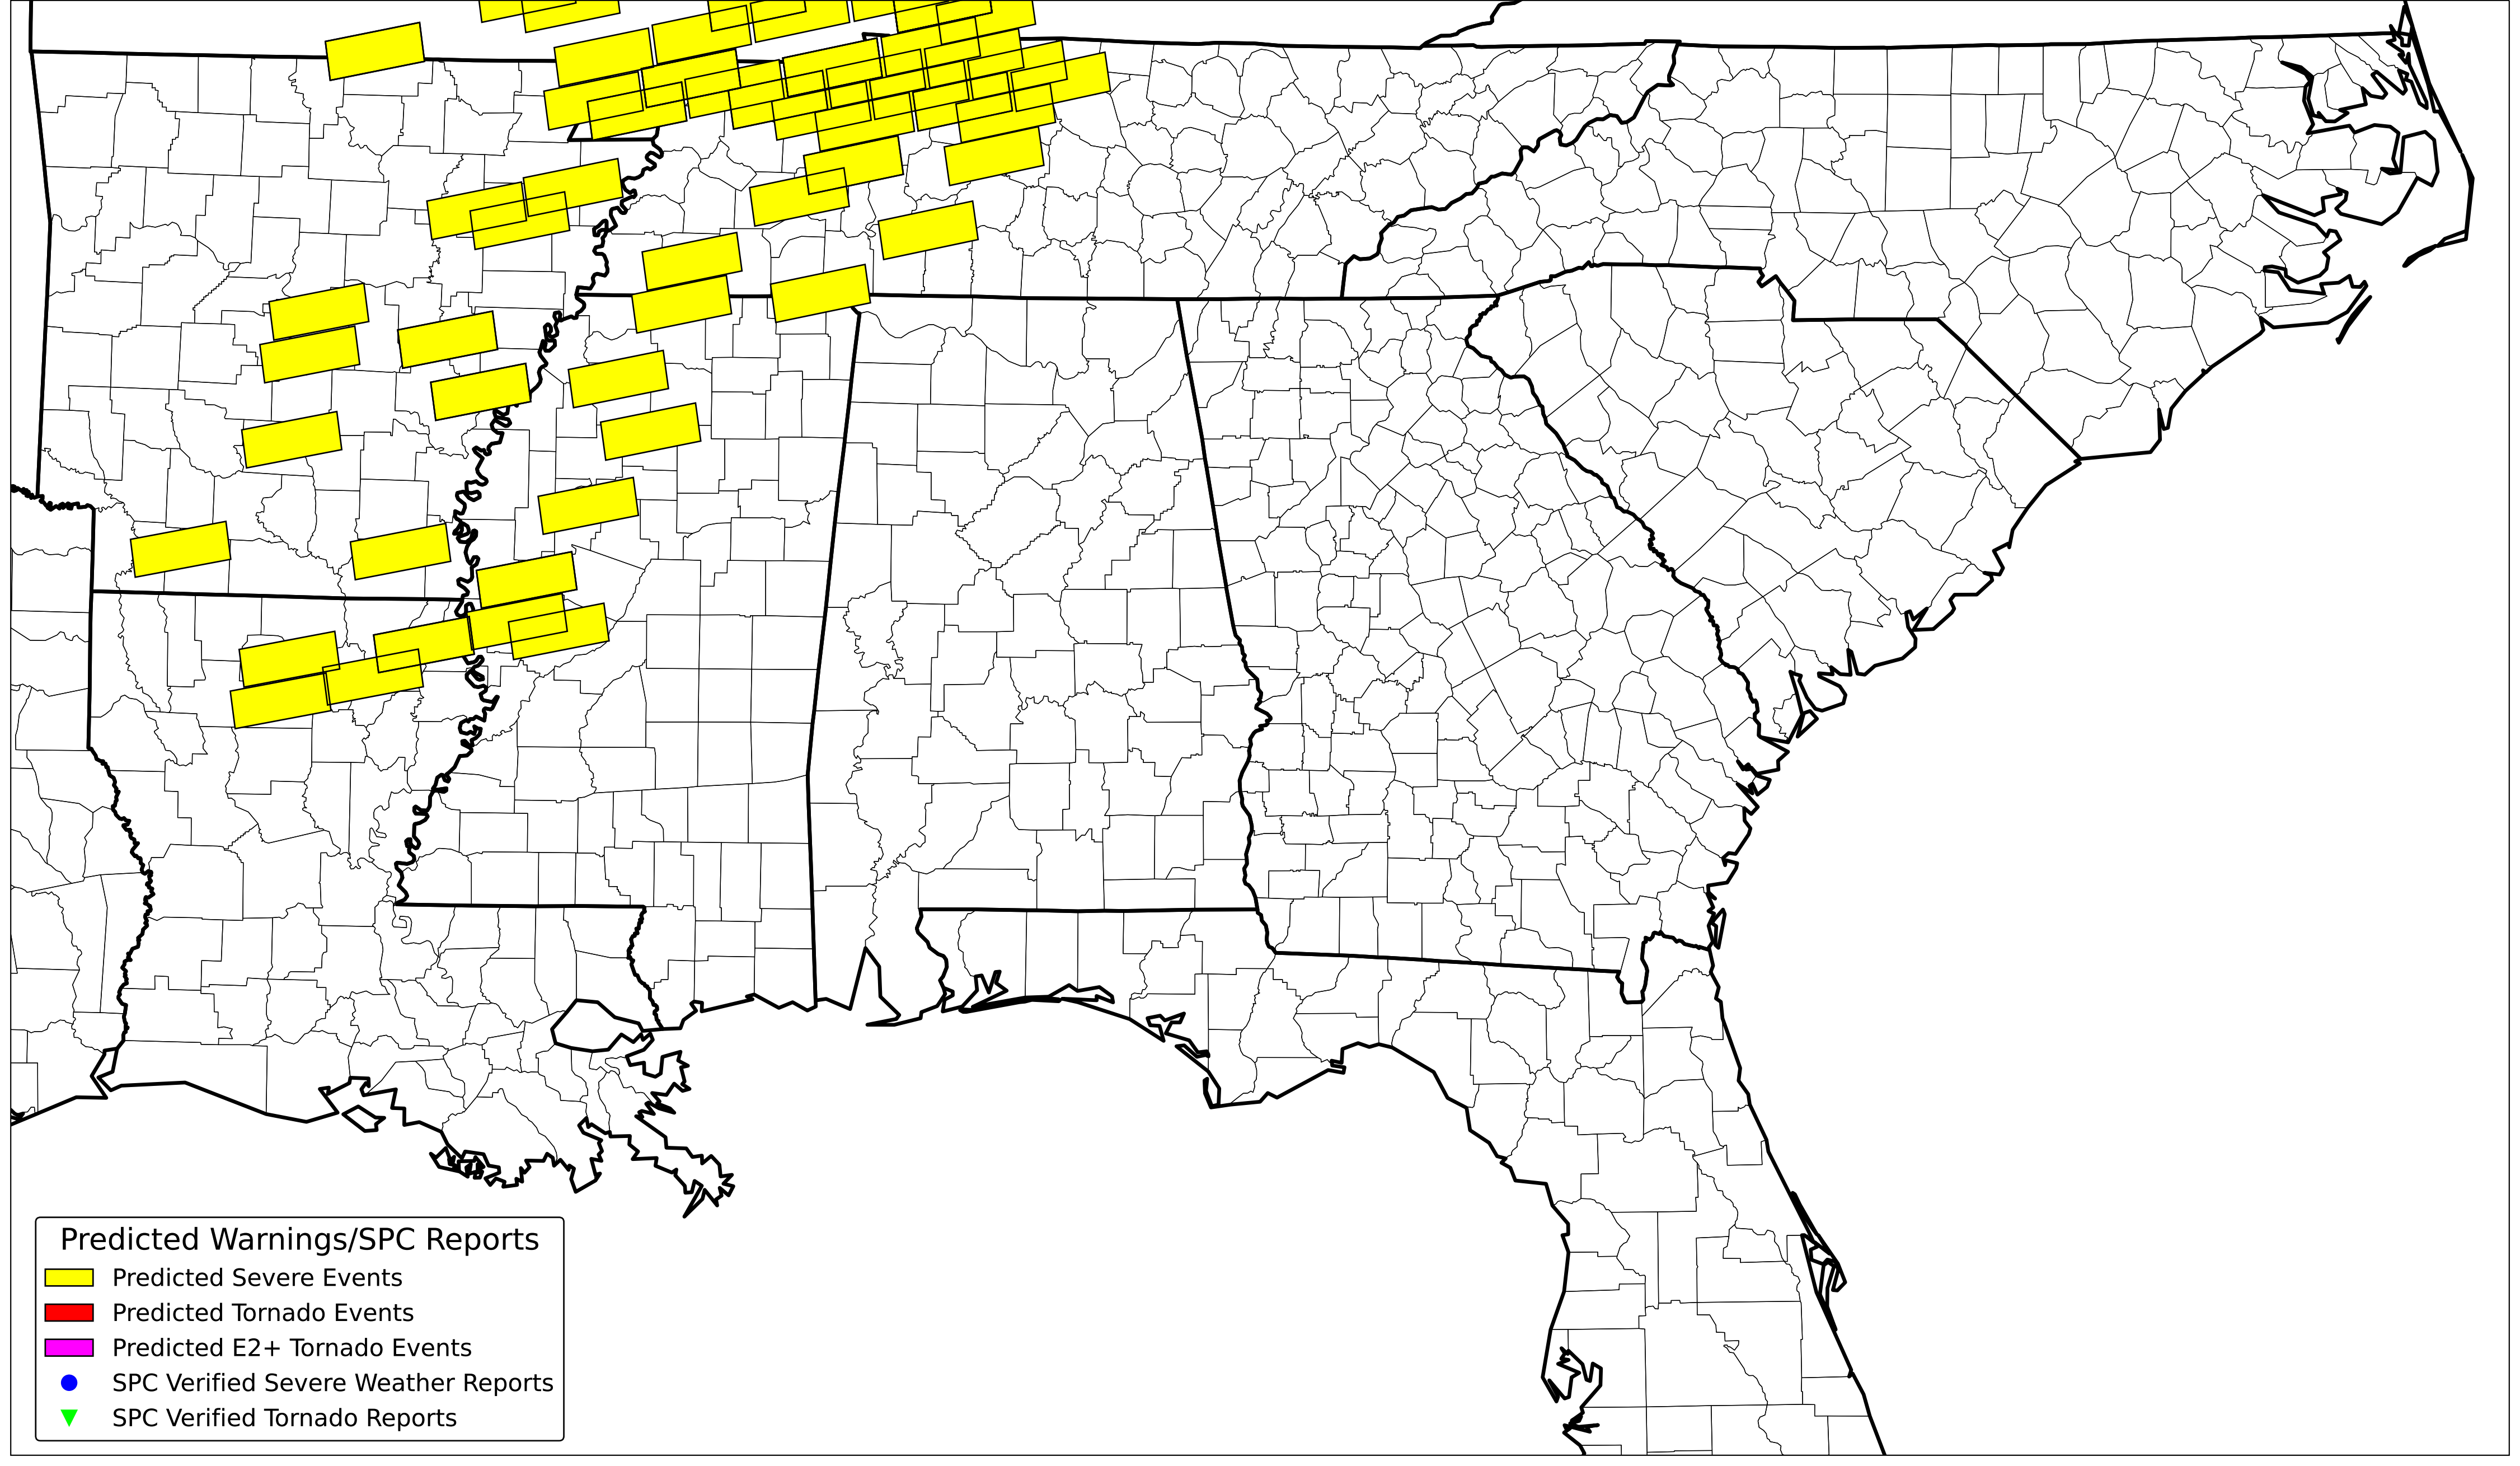 Predicted Warnings/SPC Reports
Predicted Severe Events
Predicted Tornado Events
Predicted E2+ Tornado Events
SPC Verified Severe Weather Reports
SPC Verified Tornado Reports